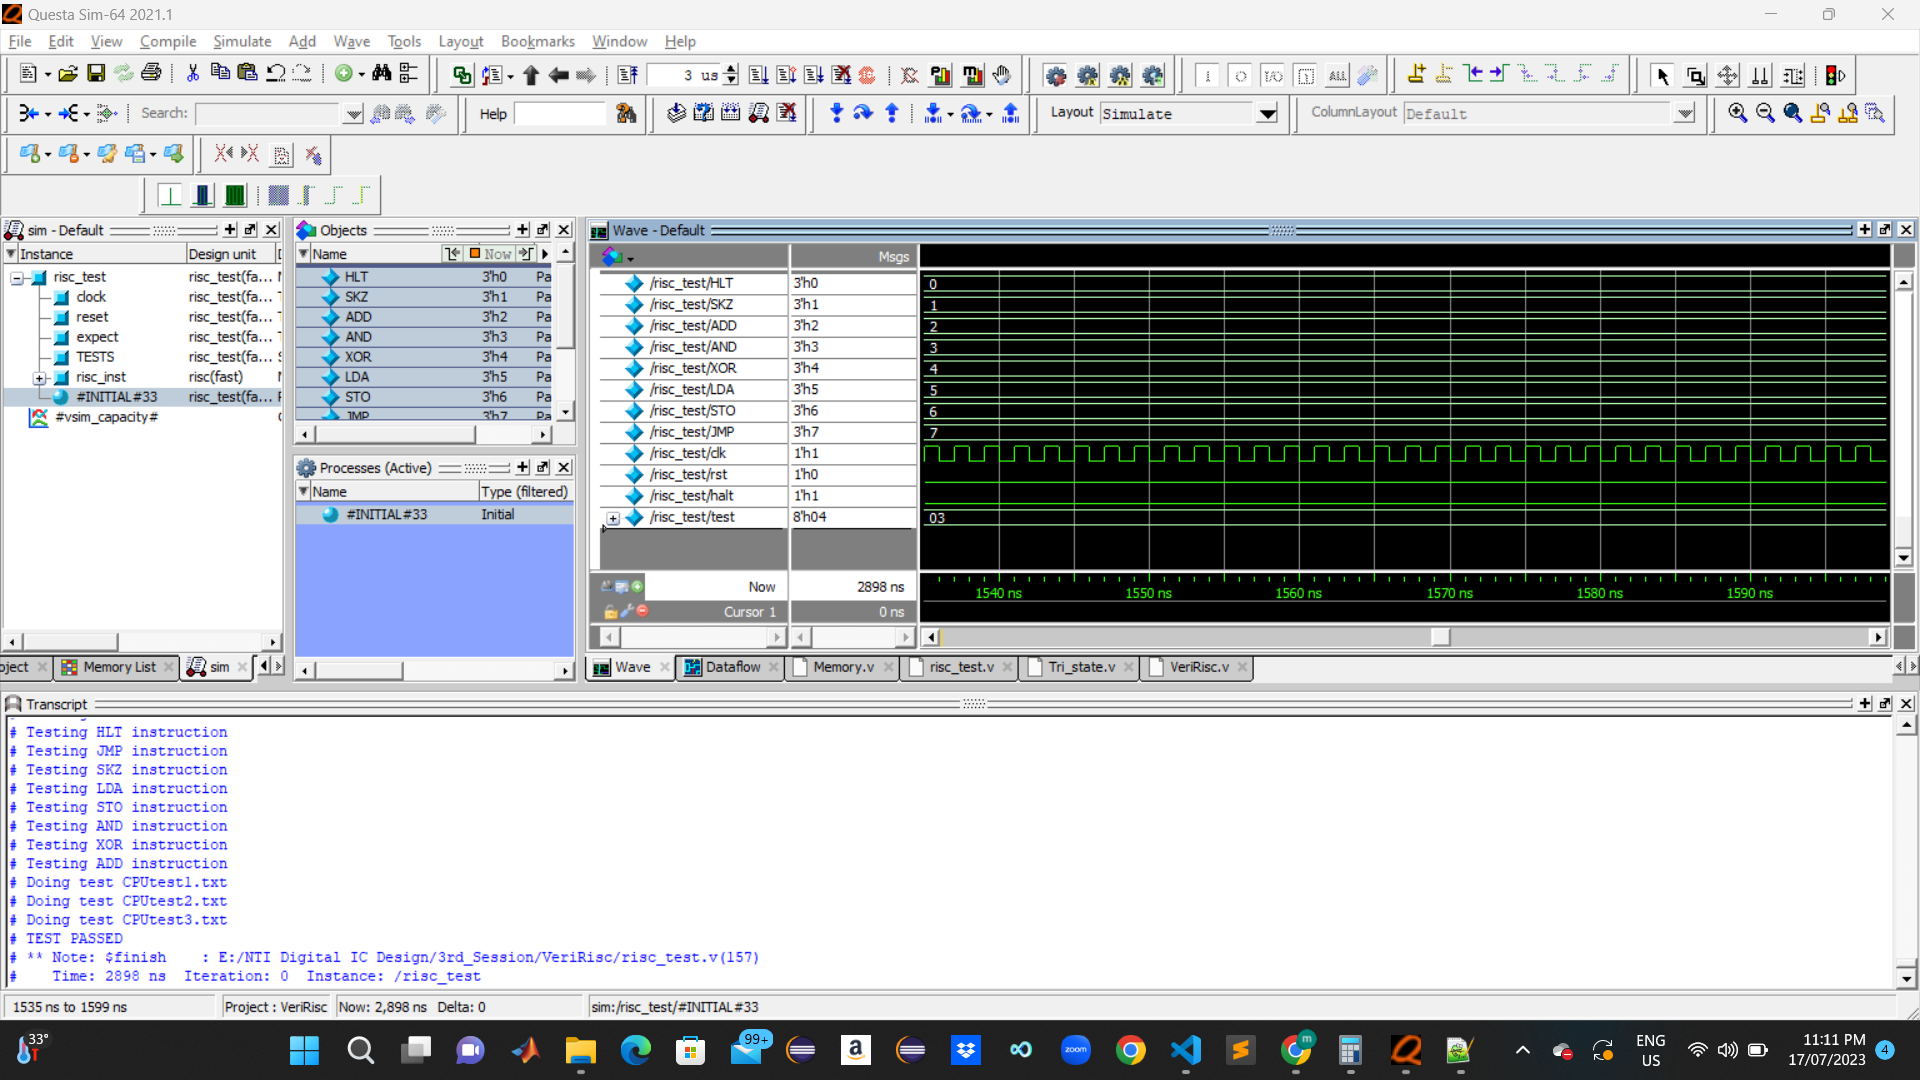 Questa Sim-64 2021.1
File Edit View Compile Simulate Add Wave Tools Layout Bookmarks Window Help
3 us
ALL
Search:
Help
Layout Simulate
ColumnLayout Default
sim - Default
Instance Design unit
risc_test risc_test(fa...
clock risc_test(fa...
reset risc_test(fa...
expect risc_test(fa...
TESTS risc_test(fa...
risc_inst risc(fast)
#INITIAL#33 risc_test(fa...
#vsim_capacity#
Objects
Name Now
HLT 3'h0 Pa
SKZ 3'h1 Pa
ADD 3'h2 Pa
AND 3'h3 Pa
XOR 3'h4 Pa
LDA 3'h5 Pa
STO 3'h6 Pa
JMP 3'h7 Pa
Processes (Active)
Name Type (filtered)
#INITIAL#33 Initial
Wave - Default
Msgs
/risc_test/HLT 3'h0 0
/risc_test/SKZ 3'h1 1
/risc_test/ADD 3'h2 2
/risc_test/AND 3'h3 3
/risc_test/XOR 3'h4 4
/risc_test/LDA 3'h5 5
/risc_test/STO 3'h6 6
/risc_test/JMP 3'h7 7
/risc_test/clk 1'h1
/risc_test/rst 1'h0
/risc_test/halt 1'h1
/risc_test/test 8'h04 03
Now 2898 ns
1540 ns 1550 ns 1560 ns 1570 ns 1580 ns 1590 ns
Cursor 1 0 ns
oject Memory List sim
Wave Dataflow Memory.v risc_test.v Tri_state.v VeriRisc.v
Transcript
# Testing HLT instruction
# Testing JMP instruction
# Testing SKZ instruction
# Testing LDA instruction
# Testing STO instruction
# Testing AND instruction
# Testing XOR instruction
# Testing ADD instruction
# Doing test CPUtest1.txt
# Doing test CPUtest2.txt
# Doing test CPUtest3.txt
# TEST PASSED
# ** Note: $finish : E:/NTI Digital IC Design/3rd_Session/VeriRisc/risc_test.v(157)
# Time: 2898 ns Iteration: 0 Instance: /risc_test
1535 ns to 1599 ns Project : VeriRisc Now: 2,898 ns Delta: 0 sim:/risc_test/#INITIAL#33
33°
99+
a
zoom
m
ENG
US
11:11 PM
17/07/2023
4